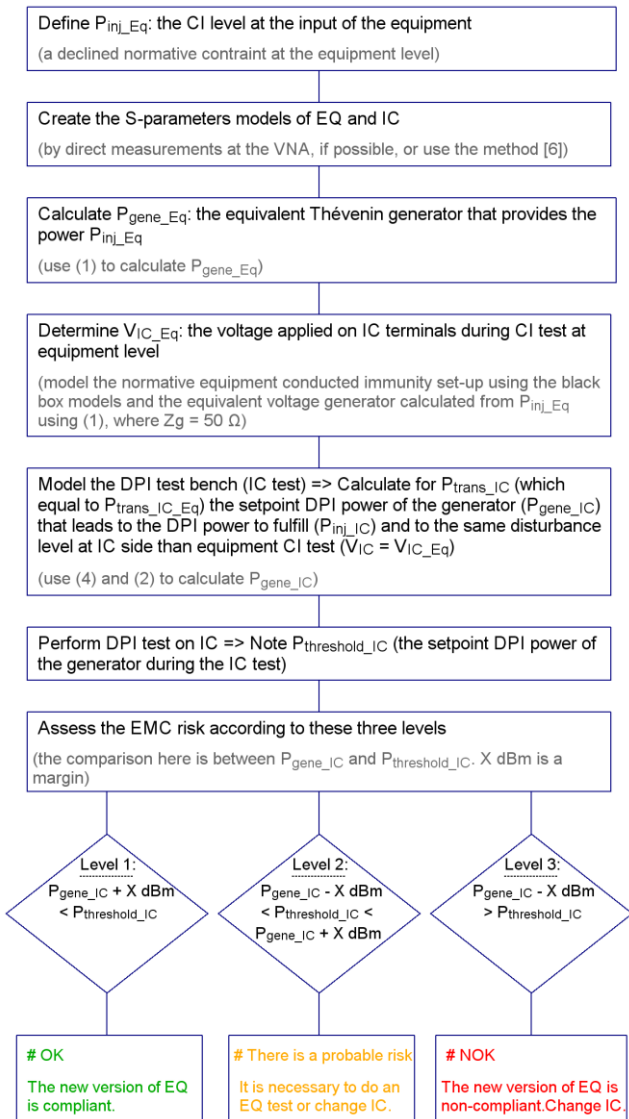 Define Pinj_Eq: the CI level at the input of the equipment
(a declined normative contraint at the equipment level)
Create the S-parameters models of EQ and IC
(by direct measurements at the VNA, if possible, or use the method [6])
Calculate Pgene_Eq: the equivalent Thévenin generator that provides the
power Pinj_Eq
(use (1) to calculate Pgene_Eq)
Determine VIC_Eq: the voltage applied on IC terminals during CI test at
equipment level
(model the normative equipment conducted immunity set-up using the black
box models and the equivalent voltage generator calculated from Pinj_Eq
using (1), where Zg = 50 Ω)
Model the DPI test bench (IC test) => Calculate for Ptrans_IC (which
equal to Ptrans_IC_Eq) the setpoint DPI power of the generator (Pgene_IC)
that leads to the DPI power to fulfill (Pinj_IC) and to the same disturbance
level at IC side than equipment CI test (VIC = VIC_Eq)
(use (4) and (2) to calculate Pgene_IC)
Perform DPI test on IC => Note Pthreshold_IC (the setpoint DPI power of
the generator during the IC test)
Assess the EMC risk according to these three levels
(the comparison here is between Pgene_IC and Pthreshold_IC. X dBm is a
margin)
Level 1:
Pgene_IC + X dBm
< Pthreshold_IC
Level 2:
Pgene_IC - X dBm
< Pthreshold_IC <
Pgene_IC + X dBm
Level 3:
Pgene_IC - X dBm
> Pthreshold_IC
# OK
The new version of EQ
is compliant.
# There is a probable risk
It is necessary to do an
EQ test or change IC.
# NOK
The new version of EQ is
non-compliant.Change IC.